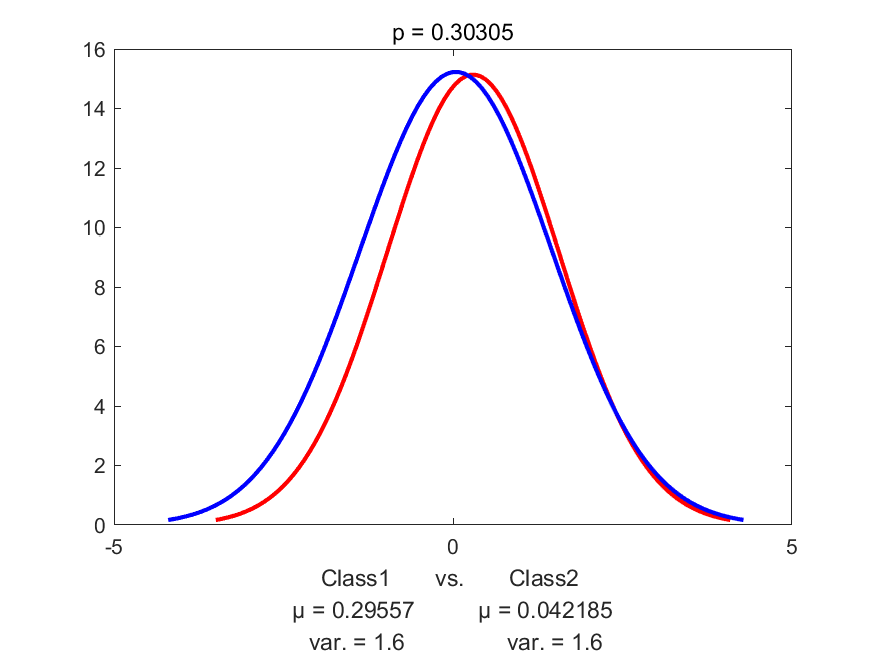 p = 0.30305
16
14
12
10
8
6
4
2
0
-5 0 5
Class1 vs. Class2
μ = 0.29557 μ = 0.042185
var. = 1.6 var. = 1.6